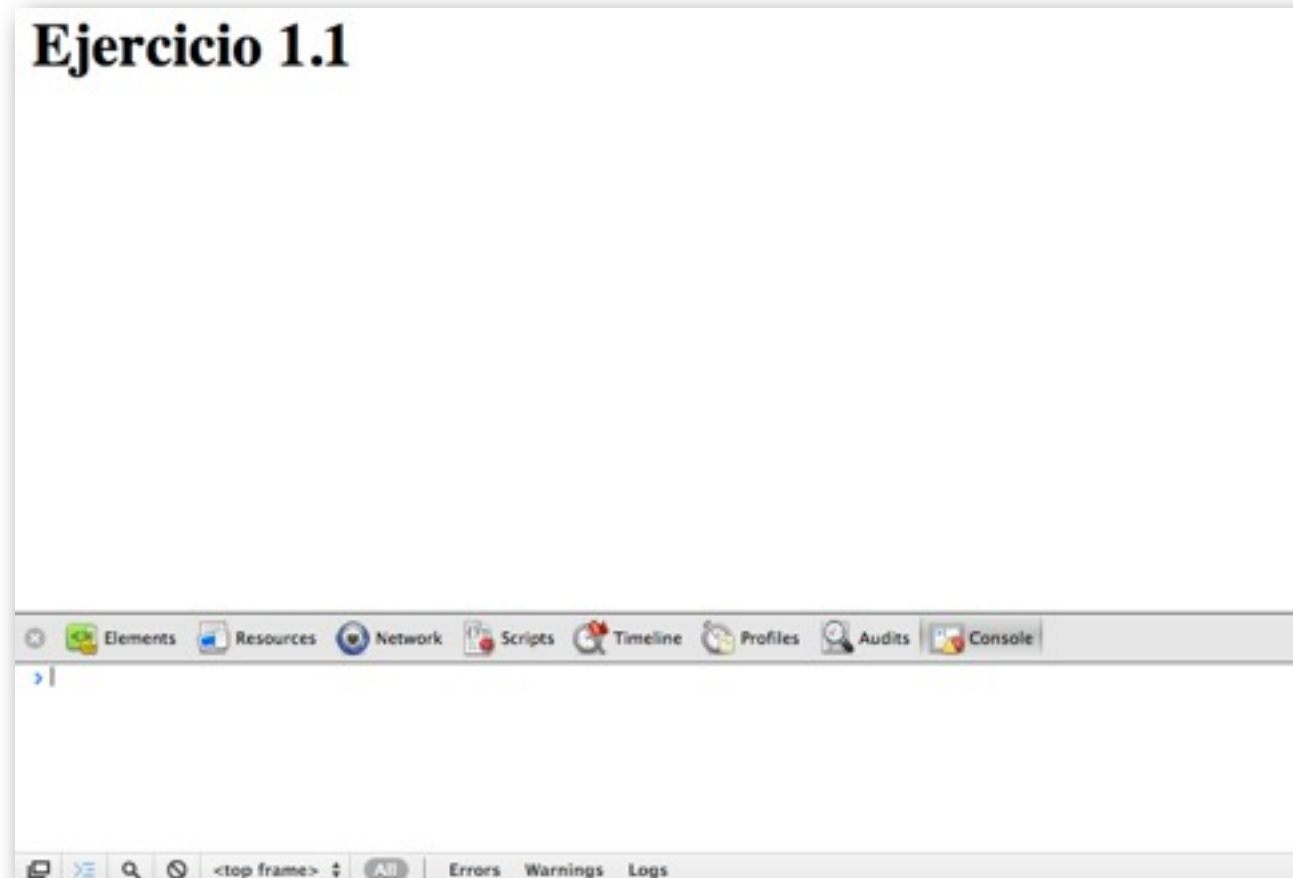 Ejercicio 1.1
Elements Resources Network Scripts Timeline Profiles Audits Console
>
<top frame> All Errors Warnings Logs